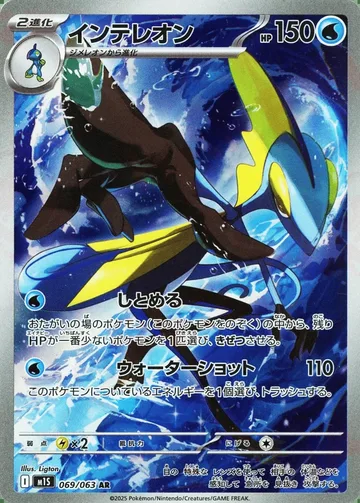 2進化 インテレオン HP150
ジメレオンから進化
しとめる
おたがいの場のポケモン(このポケモンをのぞく)の中から、残り
HPが一番少ないポケモンを1匹選び、きぜつさせる。
ウォーターショット 110
このポケモンについているエネルギーを1個選び、トラッシュする。
弱点 ×2 抵抗力 にげる
Illus. Ligton
I m1S 069/063 AR
©2025 Pokémon/Nintendo/Creatures/GAME FREAK.